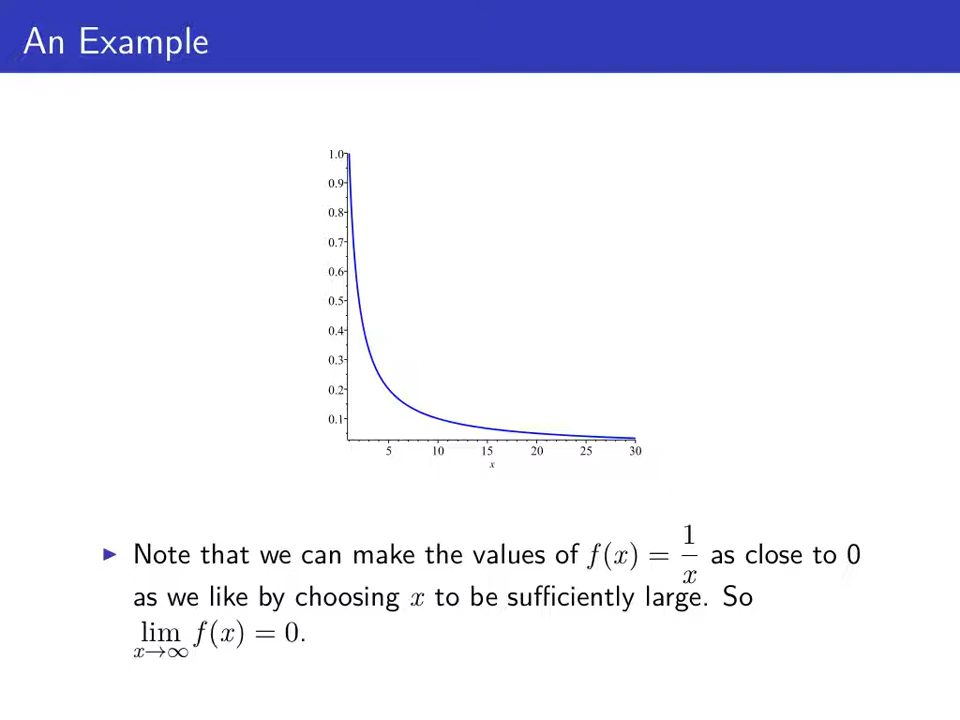 An Example
1.0
0.9
0.8
0.7
0.6
0.5
0.4
0.3
0.2
0.1
5 10 15 20 25 30
x
▶ Note that we can make the values of f(x) = 1/x as close to 0
as we like by choosing x to be sufficiently large. So
lim x→∞ f(x) = 0.